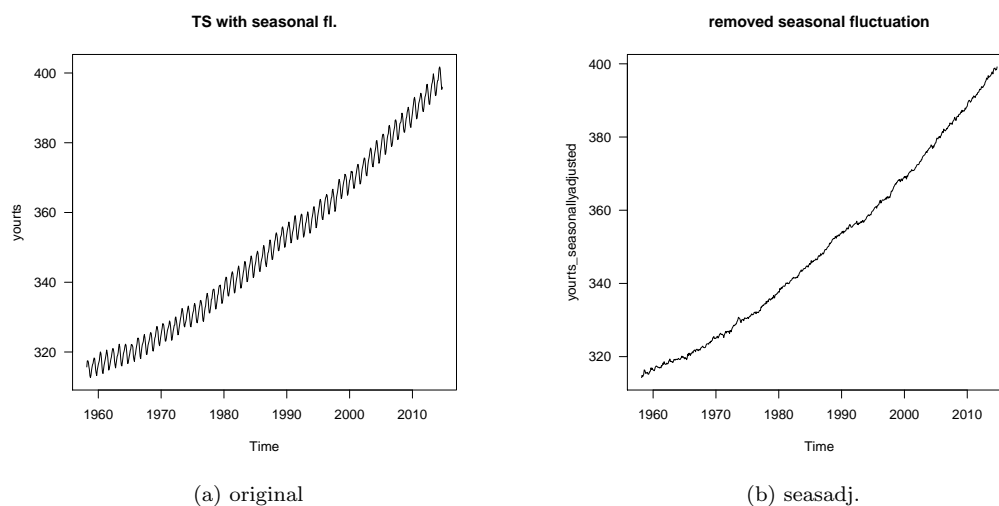 TS with seasonal fl.
yourts
400
380
360
340
320
1960 1970 1980 1990 2000 2010
Time
(a) original
removed seasonal fluctuation
yourts_seasonallyadjusted
400
380
360
340
320
1960 1970 1980 1990 2000 2010
Time
(b) seasadj.